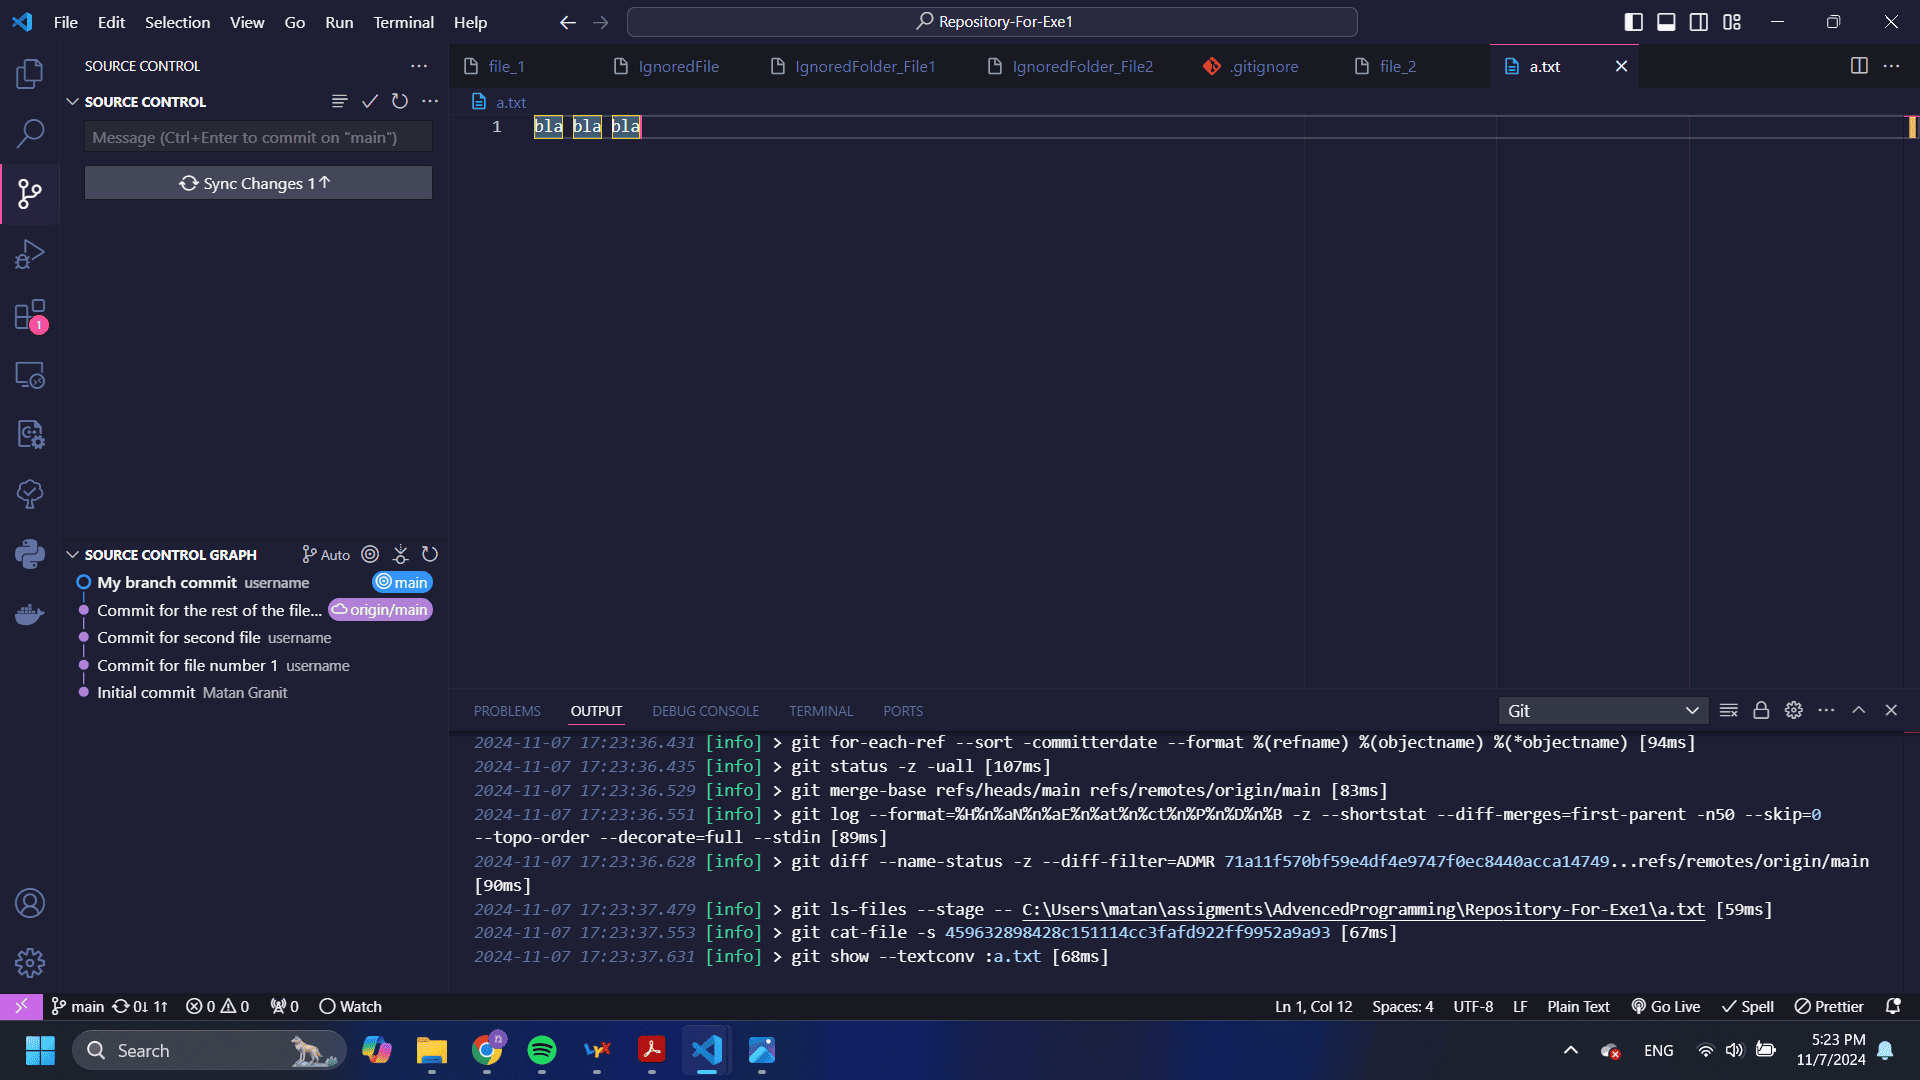 File Edit Selection View Go Run Terminal Help
Repository-For-Exe1
SOURCE CONTROL
SOURCE CONTROL
Message (Ctrl+Enter to commit on "main")
Sync Changes 1↑
file_1 IgnoredFile IgnoredFolder_File1 IgnoredFolder_File2 .gitignore file_2 a.txt
a.txt
1 bla bla bla
1
SOURCE CONTROL GRAPH Auto
My branch commit username main
Commit for the rest of the file... origin/main
Commit for second file username
Commit for file number 1 username
Initial commit Matan Granit
PROBLEMS OUTPUT DEBUG CONSOLE TERMINAL PORTS
Git
2024-11-07 17:23:36.431 [info] > git for-each-ref --sort -committerdate --format %(refname) %(objectname) %(*objectname) [94ms]
2024-11-07 17:23:36.435 [info] > git status -z -uall [107ms]
2024-11-07 17:23:36.529 [info] > git merge-base refs/heads/main refs/remotes/origin/main [83ms]
2024-11-07 17:23:36.551 [info] > git log --format=%H%n%aN%n%aE%n%at%n%ct%n%P%n%D%n%B -z --shortstat --diff-merges=first-parent -n50 --skip=0
--topo-order --decorate=full --stdin [89ms]
2024-11-07 17:23:36.628 [info] > git diff --name-status -z --diff-filter=ADMR 71a11f570bf59e4df4e9747f0ec8440acca14749...refs/remotes/origin/main
[90ms]
2024-11-07 17:23:37.479 [info] > git ls-files --stage -- C:\Users\matan\assigments\AdvencedProgramming\Repository-For-Exe1\a.txt [59ms]
2024-11-07 17:23:37.553 [info] > git cat-file -s 459632898428c151114cc3fafd922ff9952a9a93 [67ms]
2024-11-07 17:23:37.631 [info] > git show --textconv :a.txt [68ms]
main 0↓ 1↑ 0 0 0 Watch
Ln 1, Col 12 Spaces: 4 UTF-8 LF Plain Text Go Live Spell Prettier
Search
ENG
5:23 PM
11/7/2024